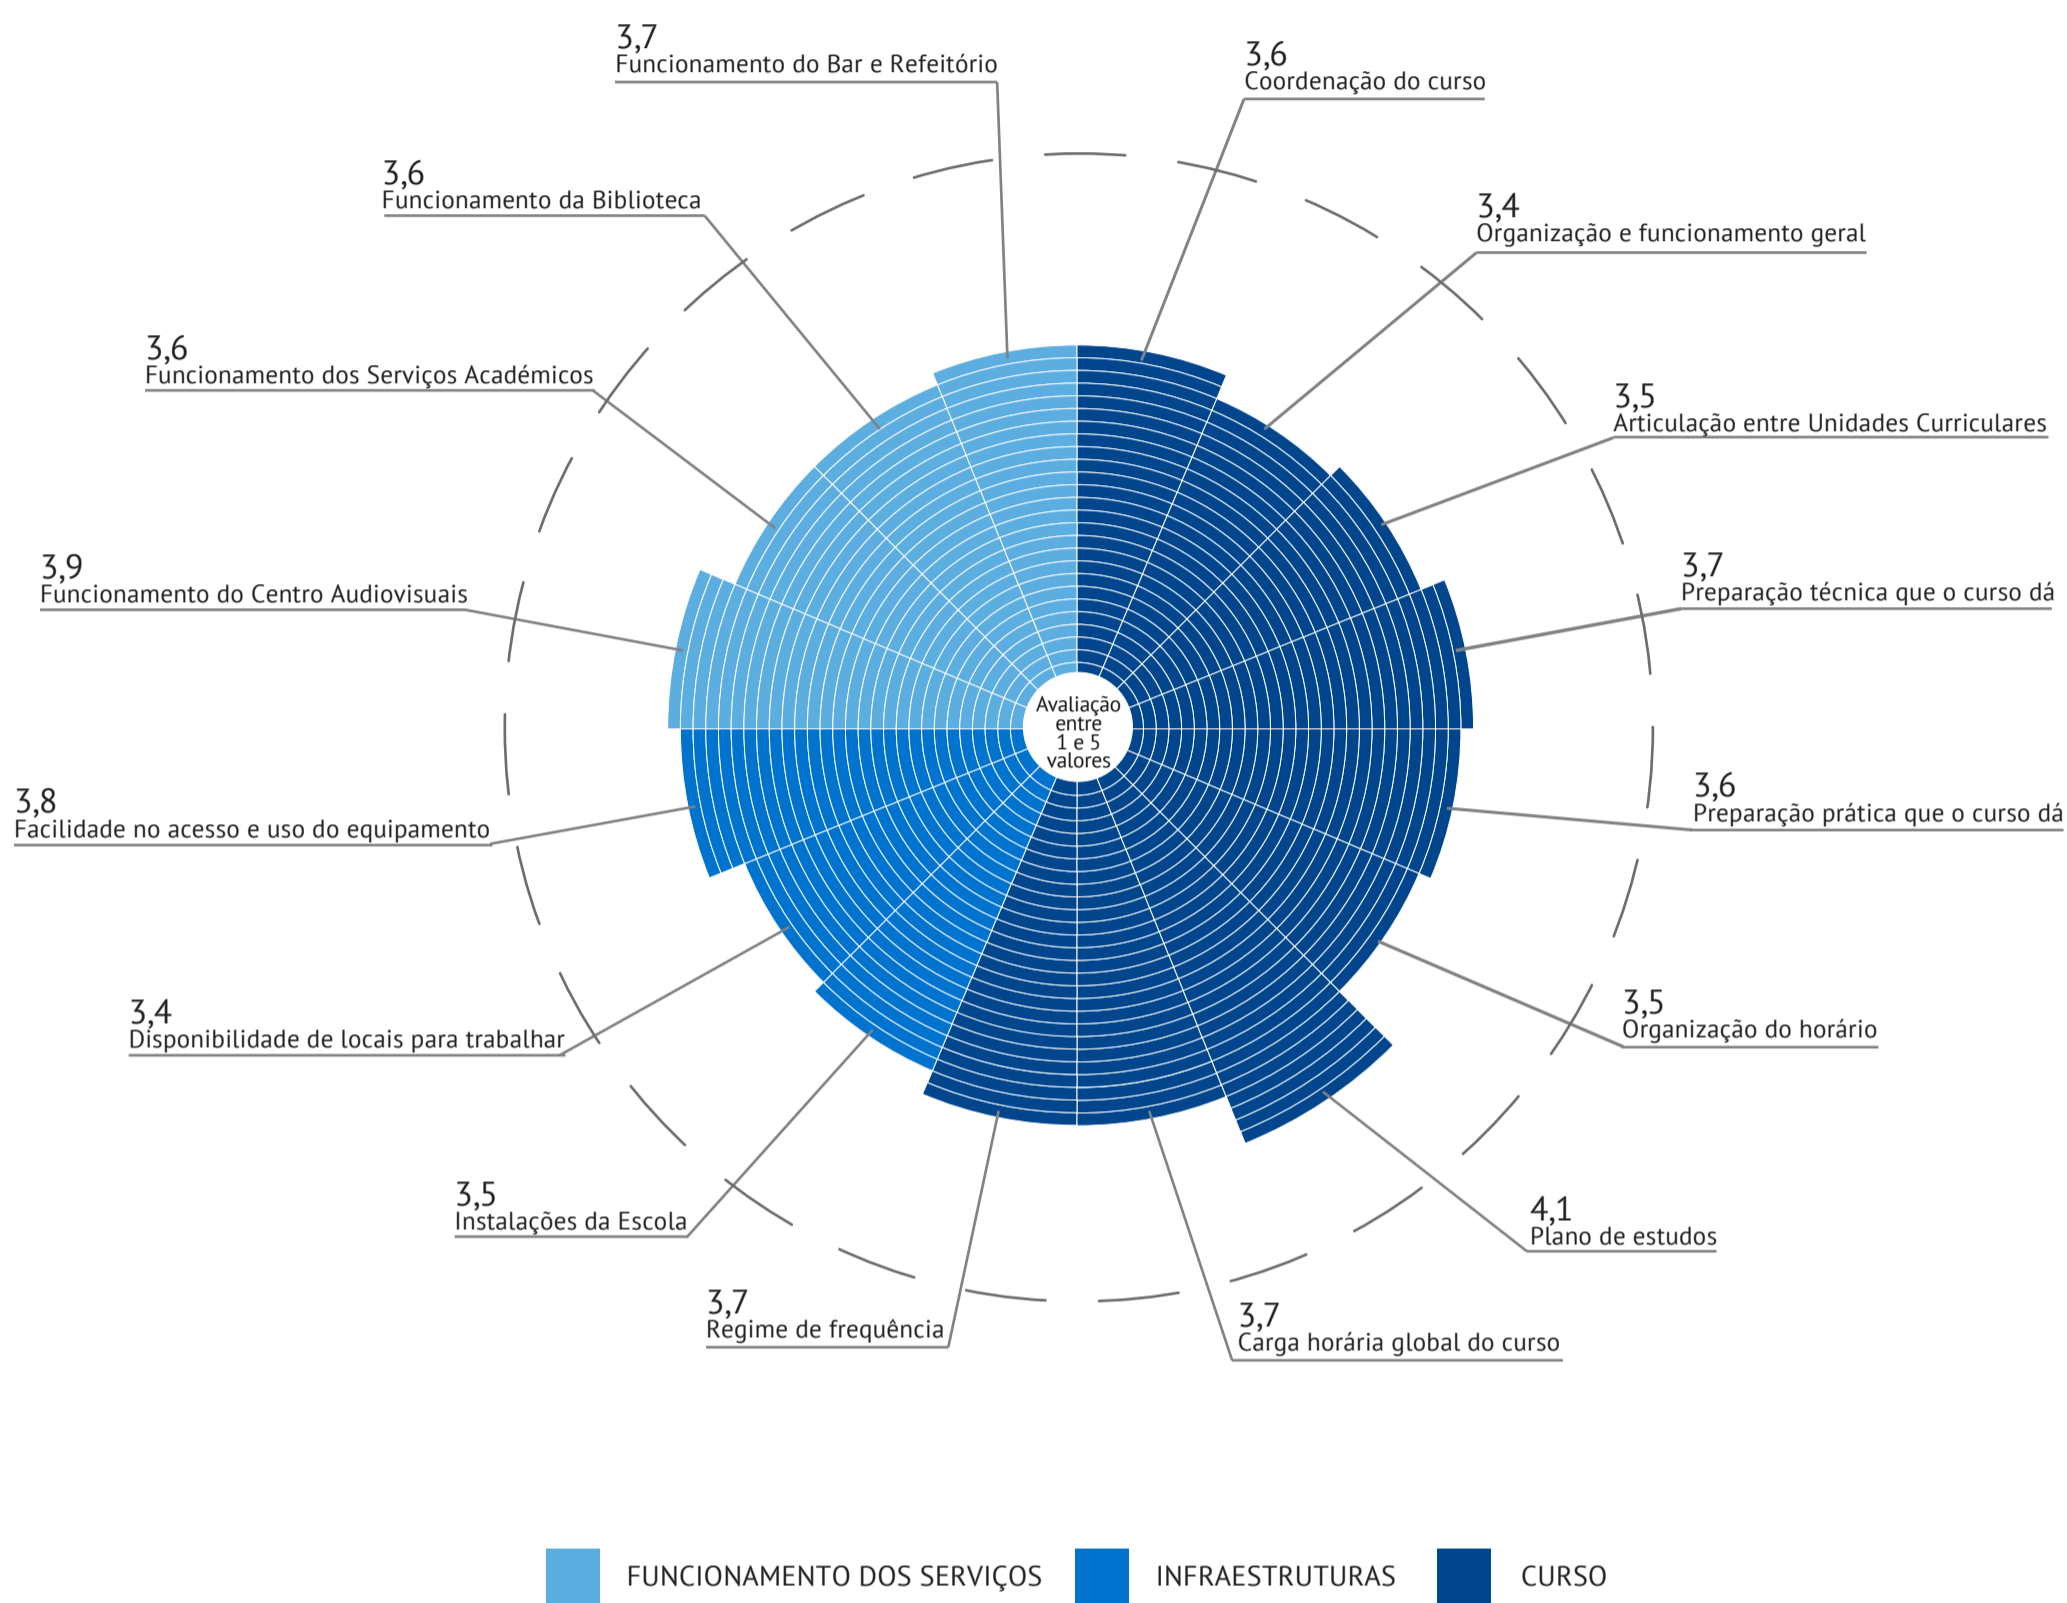 3,7
Funcionamento do Bar e Refeitório
3,6
Coordenação do curso
3,6
Funcionamento da Biblioteca
3,4
Organização e funcionamento geral
3,6
Funcionamento dos Serviços Académicos
3,5
Articulação entre Unidades Curriculares
3,9
Funcionamento do Centro Audiovisuais
3,7
Preparação técnica que o curso dá
Avaliação
entre
1 e 5
valores
3,8
Facilidade no acesso e uso do equipamento
3,6
Preparação prática que o curso dá
3,4
Disponibilidade de locais para trabalhar
3,5
Organização do horário
3,5
Instalações da Escola
4,1
Plano de estudos
3,7
Regime de frequência
3,7
Carga horária global do curso
FUNCIONAMENTO DOS SERVIÇOS
INFRAESTRUTURAS
CURSO